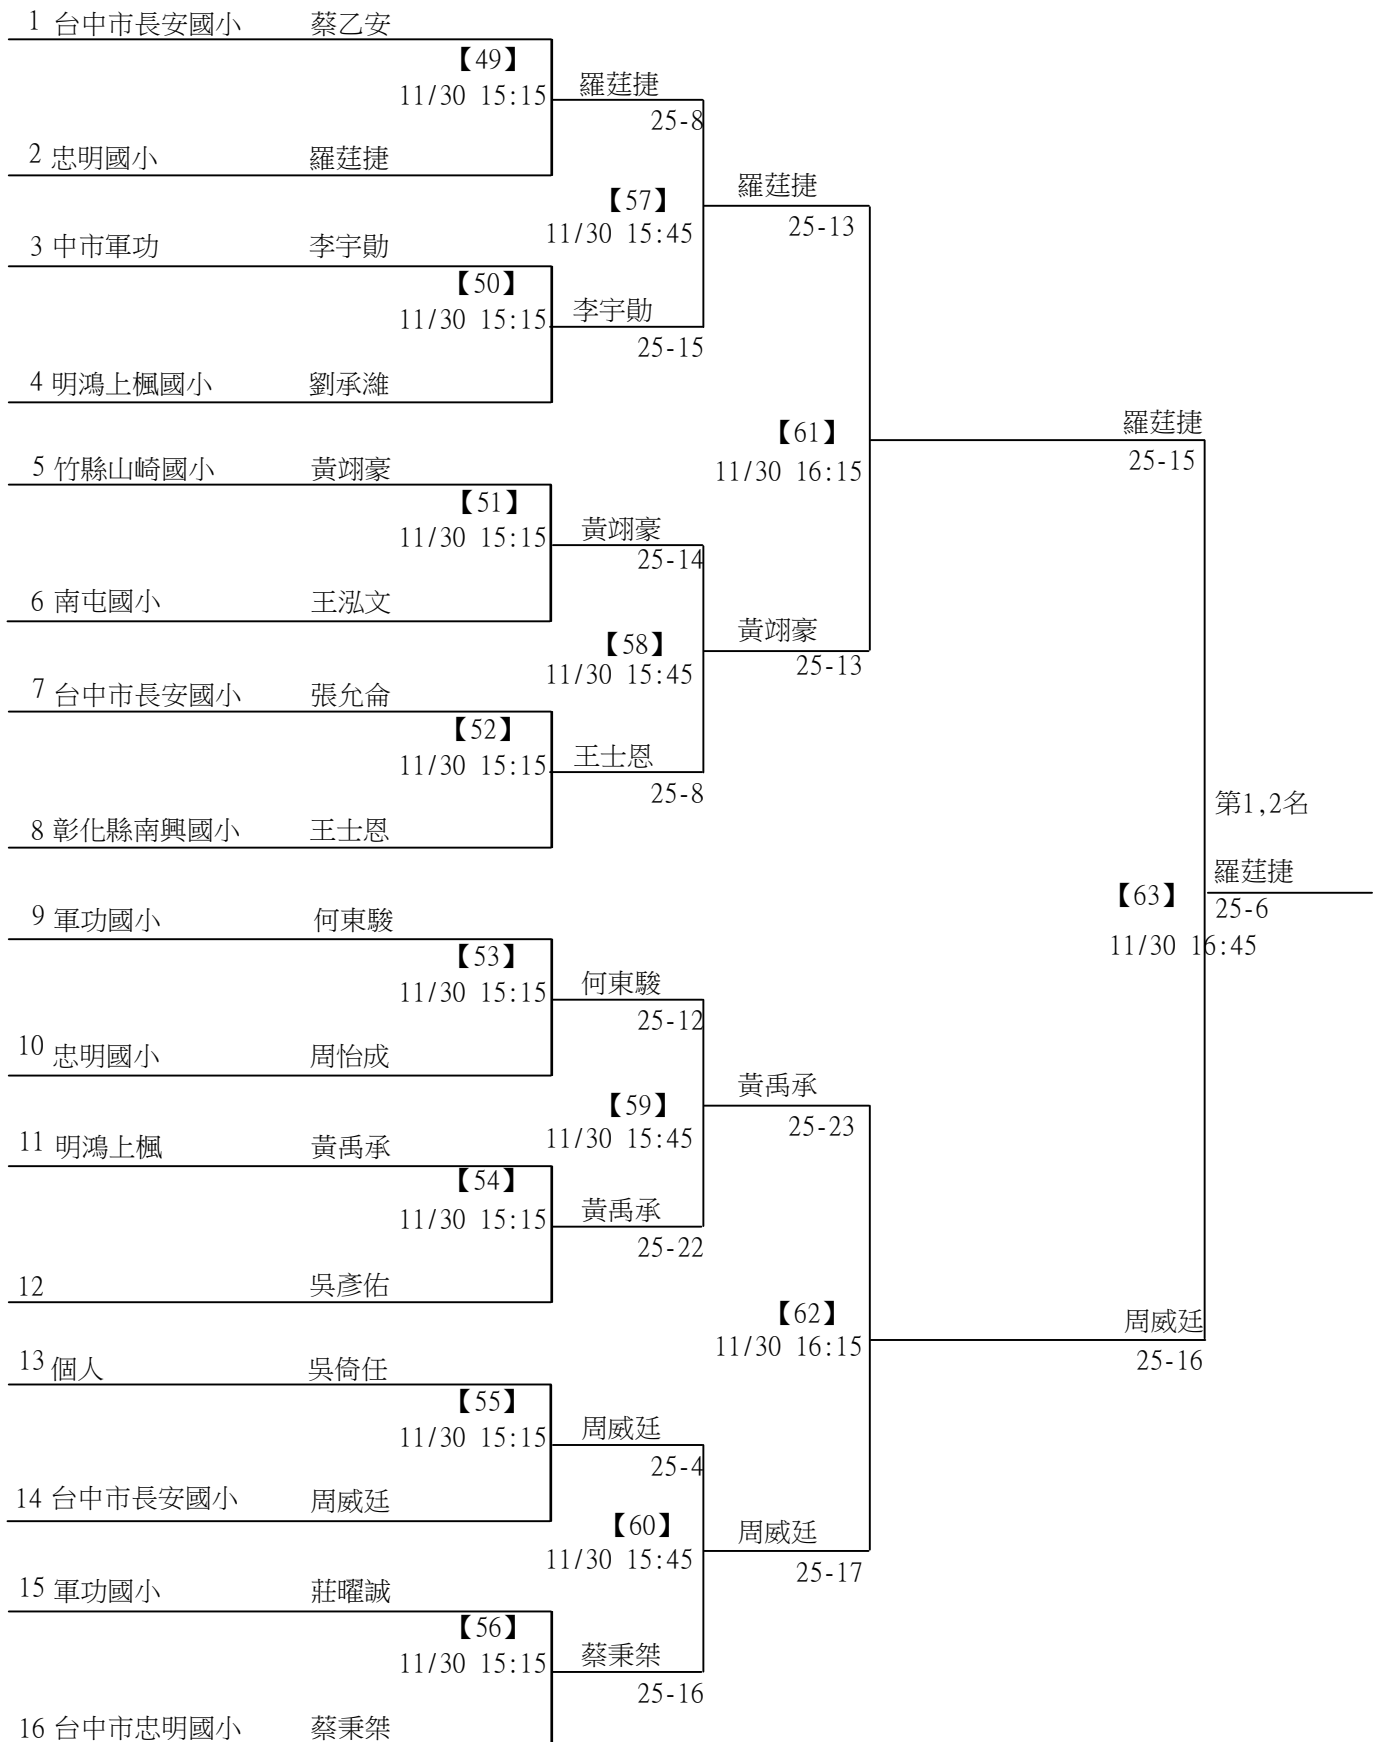 1 台中市長安國小 蔡乙安
【49】
11/30 15:15
羅莛捷
25-8
2 忠明國小 羅莛捷
【57】
11/30 15:45
羅莛捷
25-13
3 中市軍功 李宇勛
【50】
11/30 15:15
李宇勛
25-15
4 明鴻上楓國小 劉承濰
【61】
11/30 16:15
羅莛捷
25-15
5 竹縣山崎國小 黃翊豪
【51】
11/30 15:15
黃翊豪
25-14
6 南屯國小 王泓文
【58】
11/30 15:45
黃翊豪
25-13
7 台中市長安國小 張允侖
【52】
11/30 15:15
王士恩
25-8
8 彰化縣南興國小 王士恩
第1,2名
【63】
11/30 16:45
羅莛捷
25-6
9 軍功國小 何東駿
【53】
11/30 15:15
何東駿
25-12
10 忠明國小 周怡成
【59】
11/30 15:45
黃禹承
25-23
11 明鴻上楓 黃禹承
【54】
11/30 15:15
黃禹承
25-22
12 吳彥佑
【62】
11/30 16:15
周威廷
25-16
13 個人 吳倚任
【55】
11/30 15:15
周威廷
25-4
14 台中市長安國小 周威廷
【60】
11/30 15:45
周威廷
25-17
15 軍功國小 莊曜誠
【56】
11/30 15:15
蔡秉桀
25-16
16 台中市忠明國小 蔡秉桀